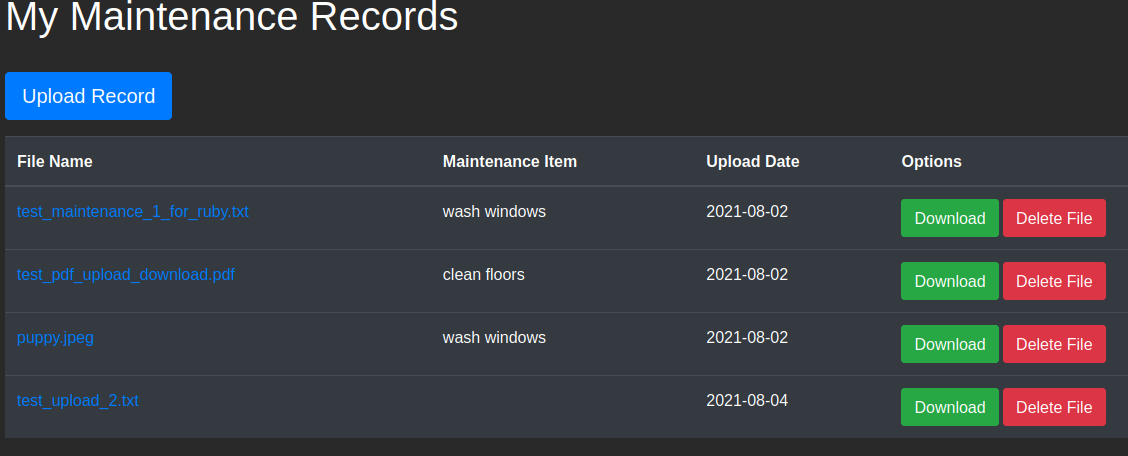 My Maintenance Records
Upload Record
File Name Maintenance Item Upload Date Options
test_maintenance_1_for_ruby.txt wash windows 2021-08-02 Download Delete File
test_pdf_upload_download.pdf clean floors 2021-08-02 Download Delete File
puppy.jpeg wash windows 2021-08-02 Download Delete File
test_upload_2.txt 2021-08-04 Download Delete File